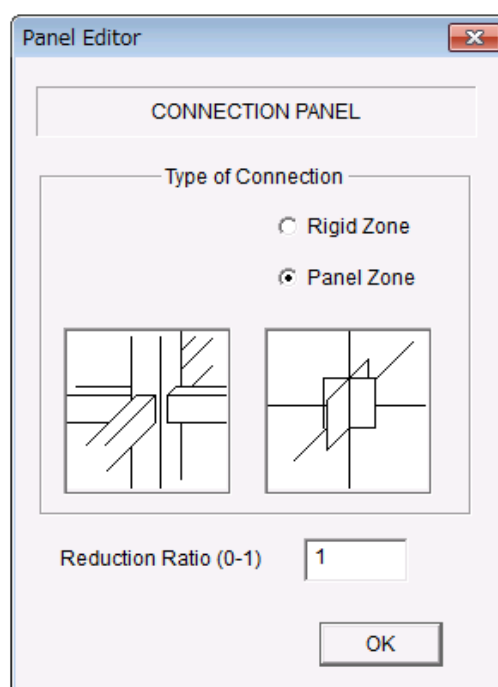 Panel Editor
CONNECTION PANEL
Type of Connection
Rigid Zone
Panel Zone
Reduction Ratio (0-1)
1
OK